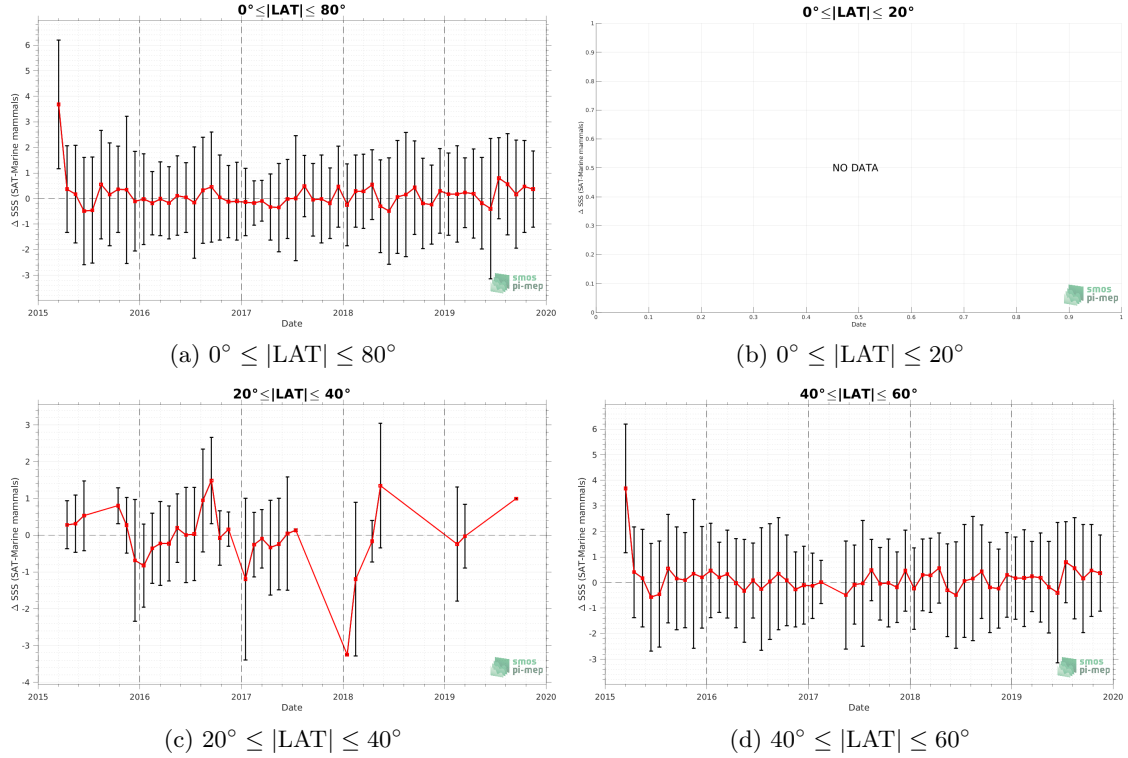 0°≤|LAT|≤ 80°
Δ SSS (SAT-Marine mammals)
6
5
4
3
2
1
0
-1
-2
-3
2015
2016
2017
2018
2019
2020
Date
smos
pi-mep
(a) 0° ≤ |LAT| ≤ 80°
0°≤|LAT|≤ 20°
Δ SSS (SAT-Marine mammals)
1
0.9
0.8
0.7
0.6
0.5
0.4
0.3
0.2
0.1
0
NO DATA
0
0.1
0.2
0.3
0.4
0.5
0.6
0.7
0.8
0.9
1
Date
smos
pi-mep
(b) 0° ≤ |LAT| ≤ 20°
20°≤|LAT|≤ 40°
Δ SSS (SAT-Marine mammals)
3
2
1
0
-1
-2
-3
-4
2015
2016
2017
2018
2019
2020
Date
smos
pi-mep
(c) 20° ≤ |LAT| ≤ 40°
40°≤|LAT|≤ 60°
Δ SSS (SAT-Marine mammals)
6
5
4
3
2
1
0
-1
-2
-3
2015
2016
2017
2018
2019
2020
Date
smos
pi-mep
(d) 40° ≤ |LAT| ≤ 60°